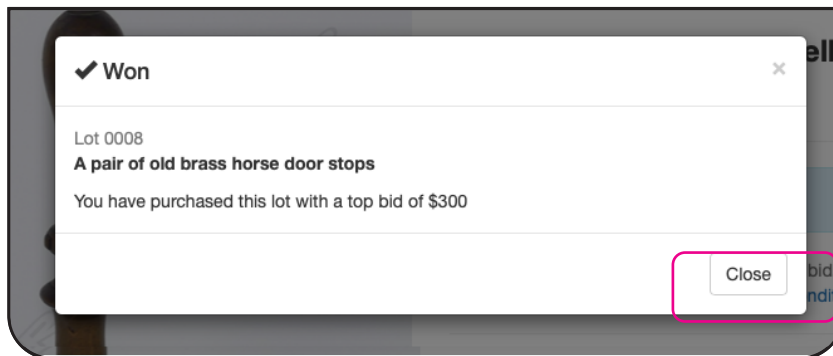 ✔ Won
×
Lot 0008
A pair of old brass horse door stops
You have purchased this lot with a top bid of $300
Close
bid